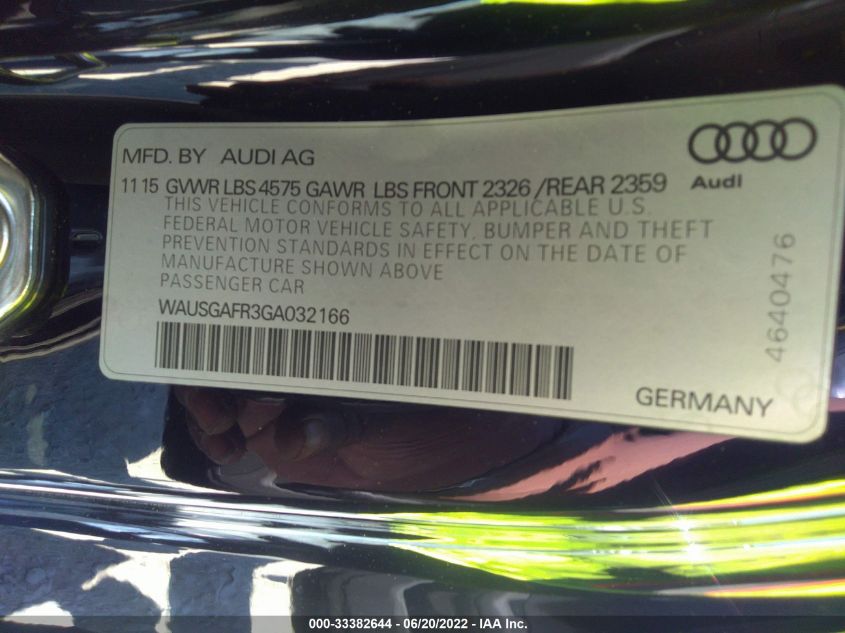 MFD. BY AUDI AG
11 15 GVWR LBS 4575 GAWR LBS FRONT 2326 /REAR 2359
THIS VEHICLE CONFORMS TO ALL APPLICABLE U.S.
FEDERAL MOTOR VEHICLE SAFETY, BUMPER AND THEFT
PREVENTION STANDARDS IN EFFECT ON THE DATE OF
MANUFACTURE SHOWN ABOVE
PASSENGER CAR
WAUSGAFR3GA032166
Audi
4640476
GERMANY
000-33382644 / 06/20/2022 / IAA Inc.